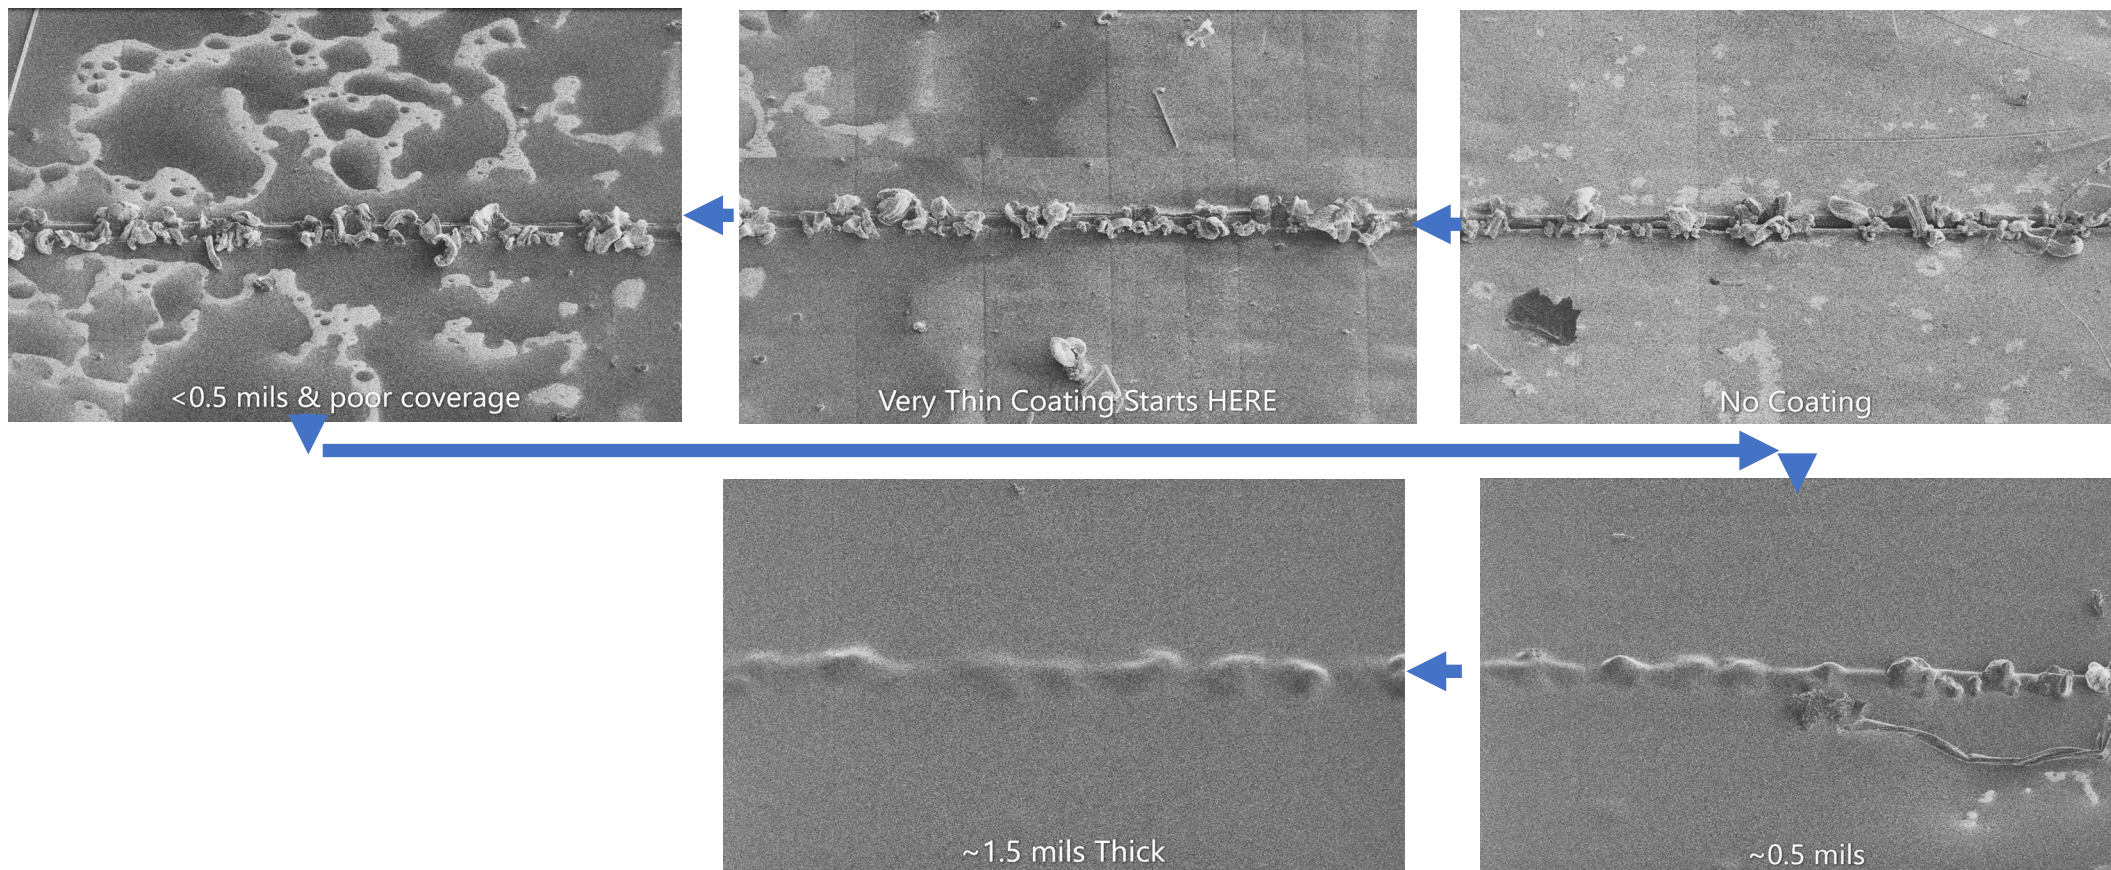 <0.5 mils & poor coverage
Very Thin Coating Starts HERE
No Coating
~1.5 mils Thick
~0.5 mils